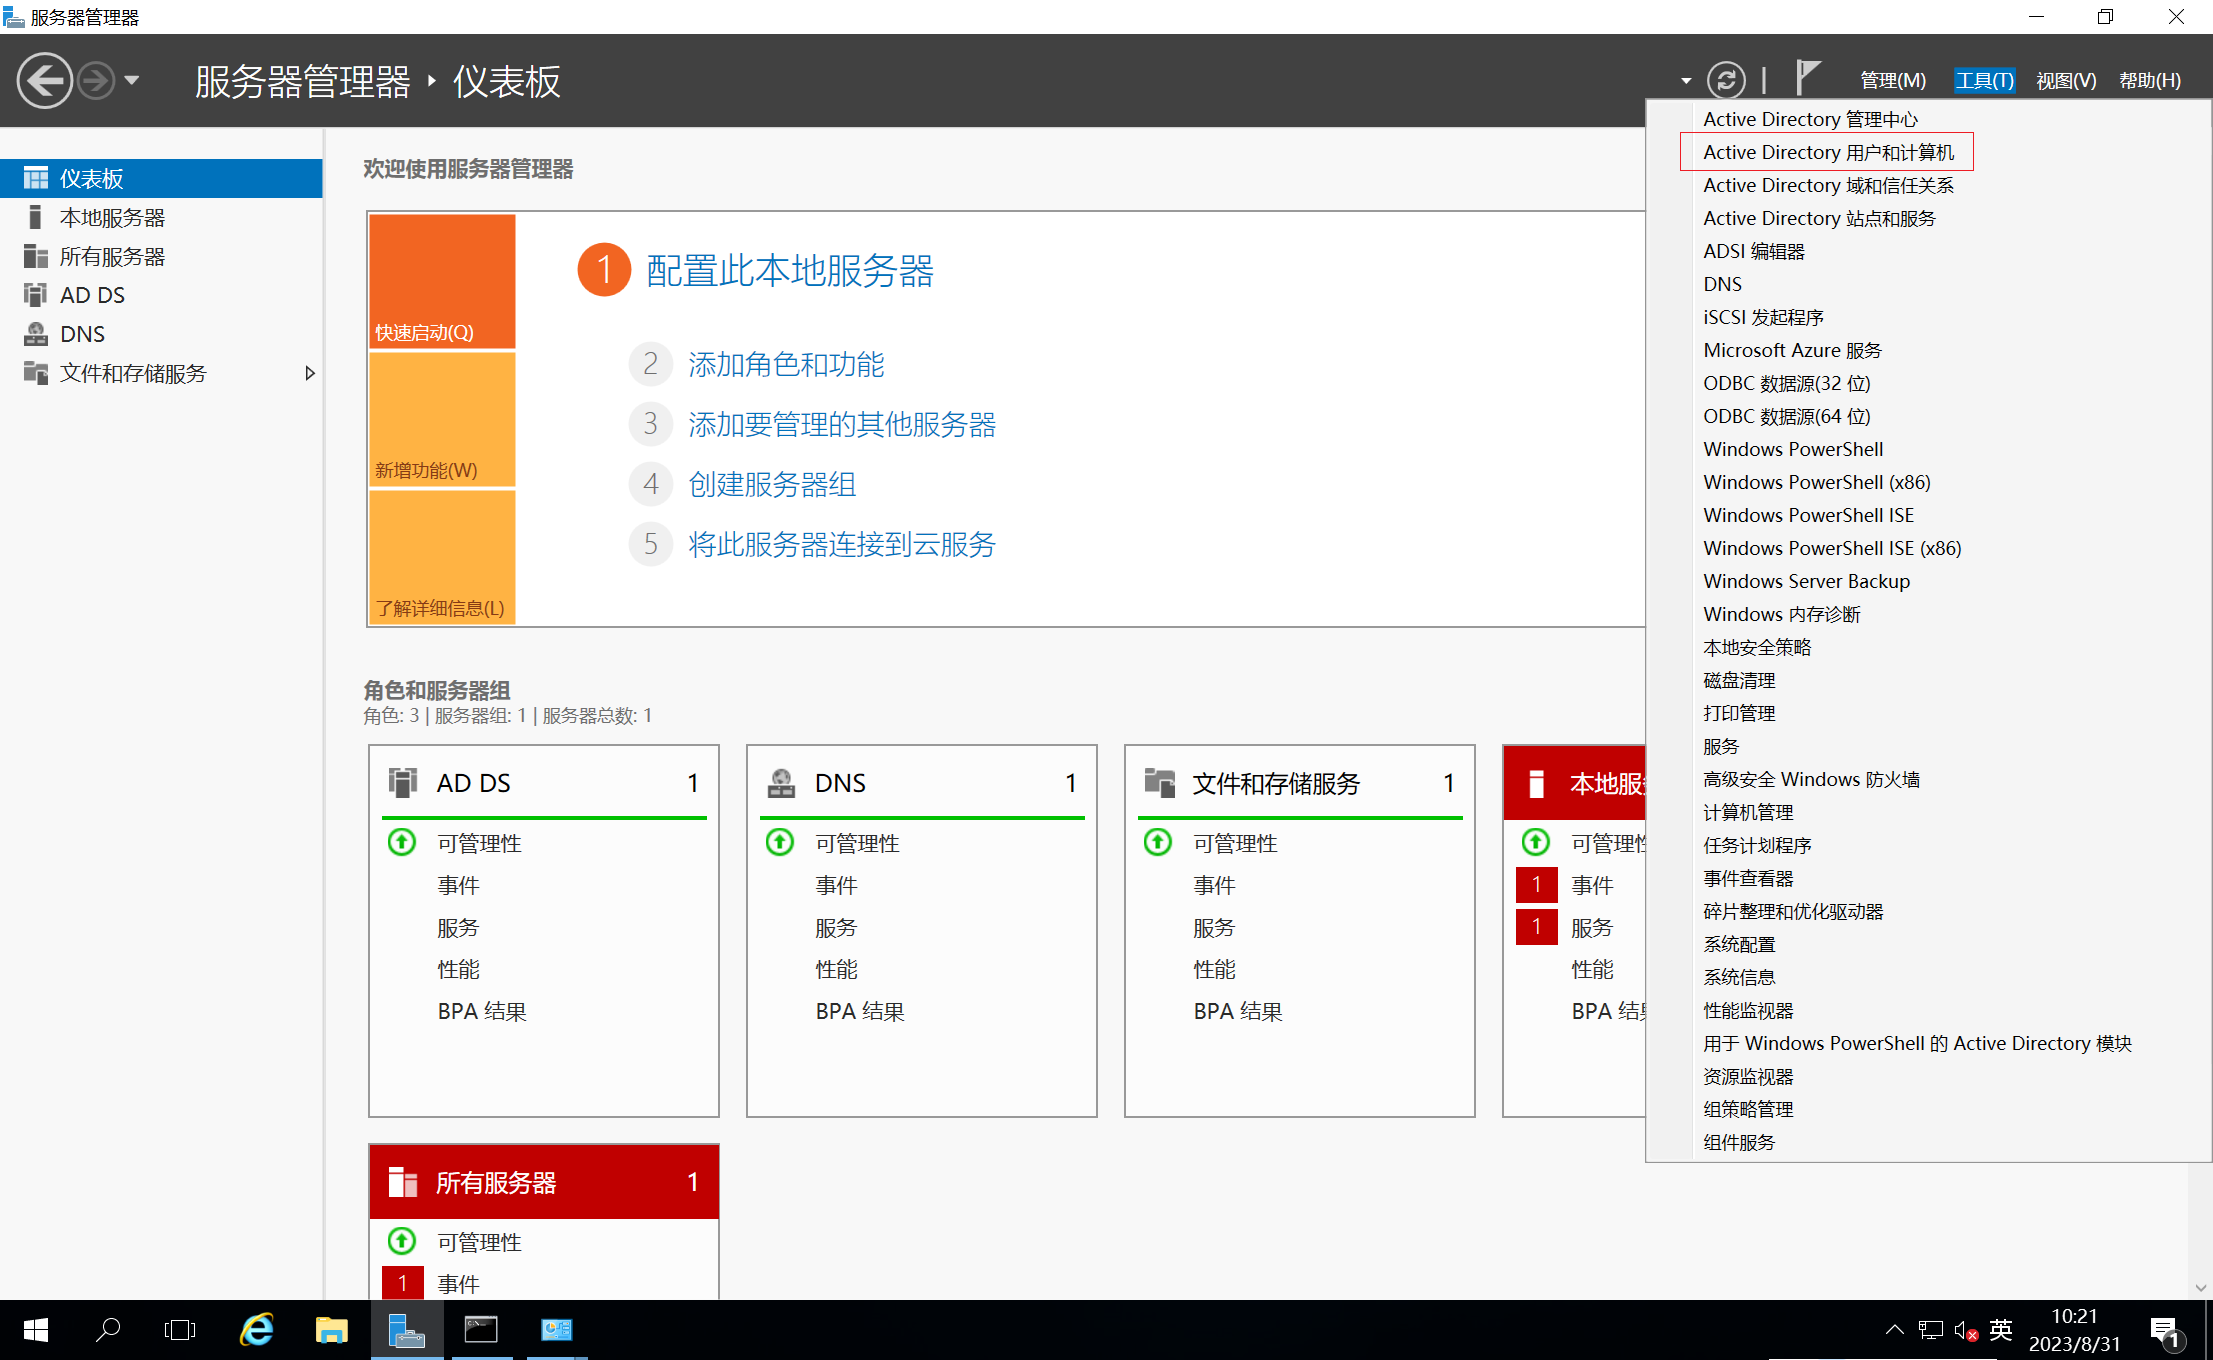 服务器管理器
服务器管理器 ‣ 仪表板
管理(M) 工具(T) 视图(V) 帮助(H)
仪表板
本地服务器
所有服务器
AD DS
DNS
文件和存储服务
欢迎使用服务器管理器
快速启动(Q)
新增功能(W)
了解详细信息(L)
1 配置此本地服务器
2 添加角色和功能
3 添加要管理的其他服务器
4 创建服务器组
5 将此服务器连接到云服务
角色和服务器组
角色: 3 | 服务器组: 1 | 服务器总数: 1
AD DS 1
可管理性
事件
服务
性能
BPA 结果
DNS 1
可管理性
事件
服务
性能
BPA 结果
文件和存储服务 1
可管理性
事件
服务
性能
BPA 结果
本地服
可管理
1 事件
1 服务
性能
BPA 结
所有服务器 1
可管理性
1 事件
Active Directory 管理中心
Active Directory 用户和计算机
Active Directory 域和信任关系
Active Directory 站点和服务
ADSI 编辑器
DNS
iSCSI 发起程序
Microsoft Azure 服务
ODBC 数据源(32 位)
ODBC 数据源(64 位)
Windows PowerShell
Windows PowerShell (x86)
Windows PowerShell ISE
Windows PowerShell ISE (x86)
Windows Server Backup
Windows 内存诊断
本地安全策略
磁盘清理
打印管理
服务
高级安全 Windows 防火墙
计算机管理
任务计划程序
事件查看器
碎片整理和优化驱动器
系统配置
系统信息
性能监视器
用于 Windows PowerShell 的 Active Directory 模块
资源监视器
组策略管理
组件服务
英
10:21
2023/8/31
1